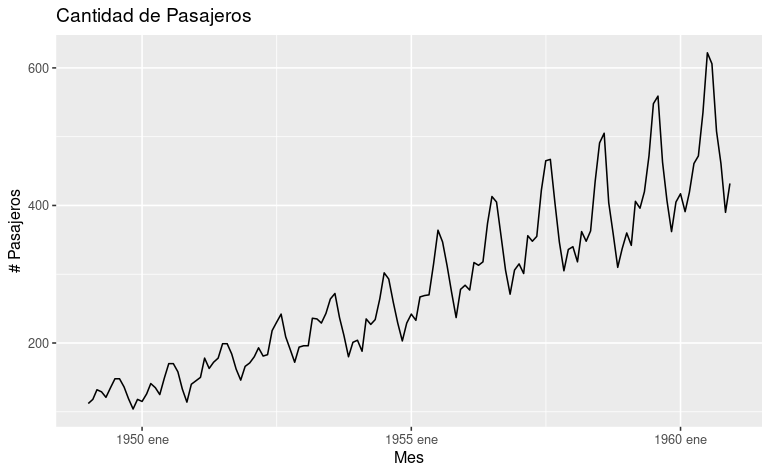 Cantidad de Pasajeros
# Pasajeros
600
400
200
1950 ene
1955 ene
1960 ene
Mes